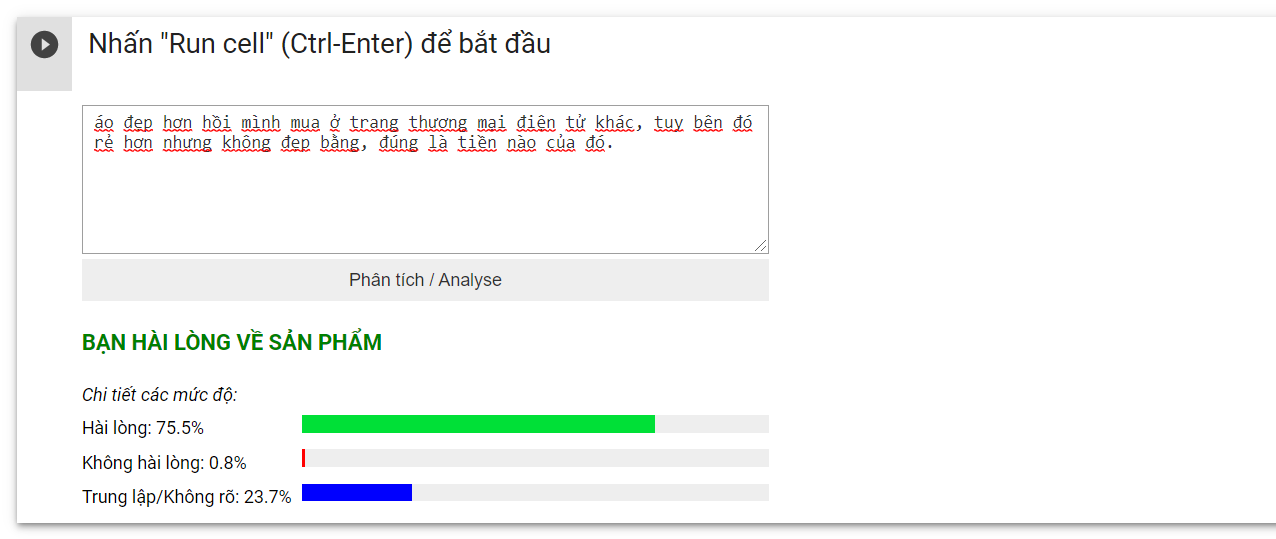 Nhấn "Run cell" (Ctrl-Enter) để bắt đầu
áo đẹp hơn hồi mình mua ở trang thương mại điện tử khác, tuy bên đó
rẻ hơn nhưng không đẹp bằng, đúng là tiền nào của đó.
Phân tích / Analyse
BẠN HÀI LÒNG VỀ SẢN PHẨM
Chi tiết các mức độ:
Hài lòng: 75.5%
Không hài lòng: 0.8%
Trung lập/Không rõ: 23.7%